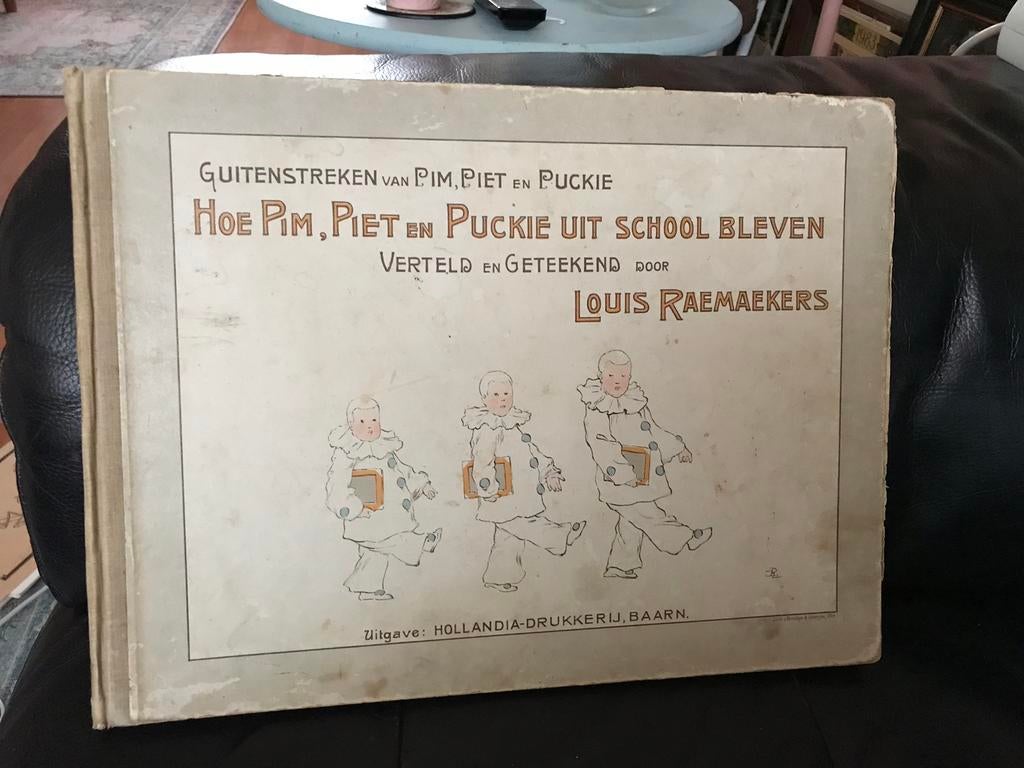 GUITENSTREKEN VAN PIM, PIET EN PUCKIE
HOE PIM, PIET EN PUCKIE UIT SCHOOL BLEVEN
VERTELD EN GETEEKEND DOOR
LOUIS RAEMAEKERS
Uitgave: HOLLANDIA-DRUKKERIJ, BAARN.
1983